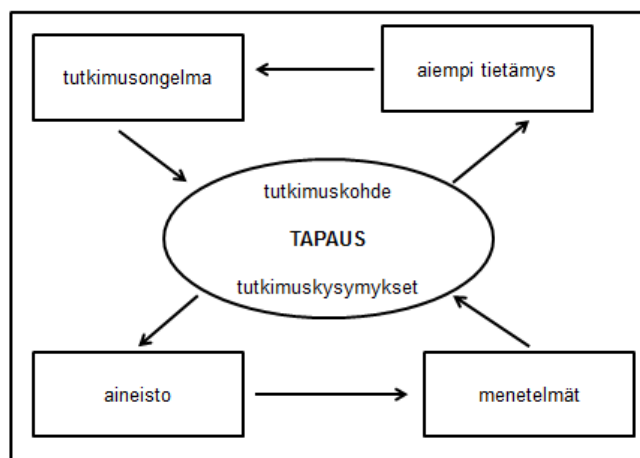 tutkimusongelma
aiempi tietämys
tutkimuskohde
TAPAUS
tutkimuskysymykset
aineisto
menetelmät